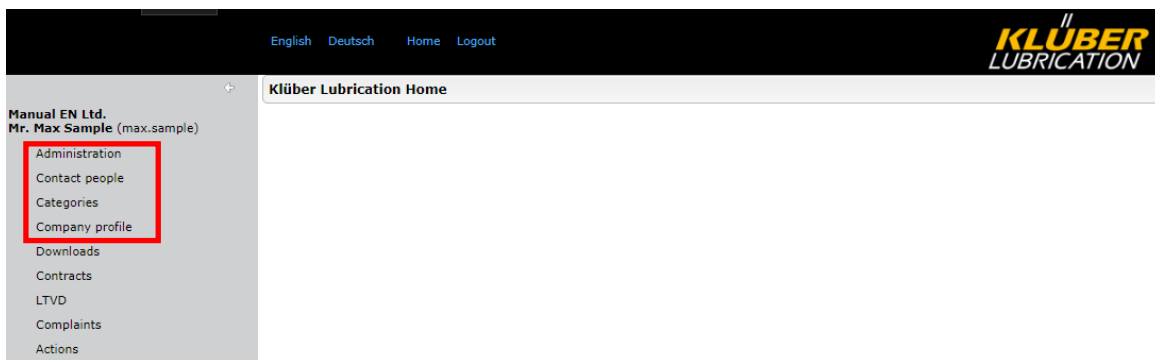 English Deutsch Home Logout
KLÜBER
LUBRICATION
Klüber Lubrication Home
Manual EN Ltd.
Mr. Max Sample (max.sample)
Administration
Contact people
Categories
Company profile
Downloads
Contracts
LTVD
Complaints
Actions